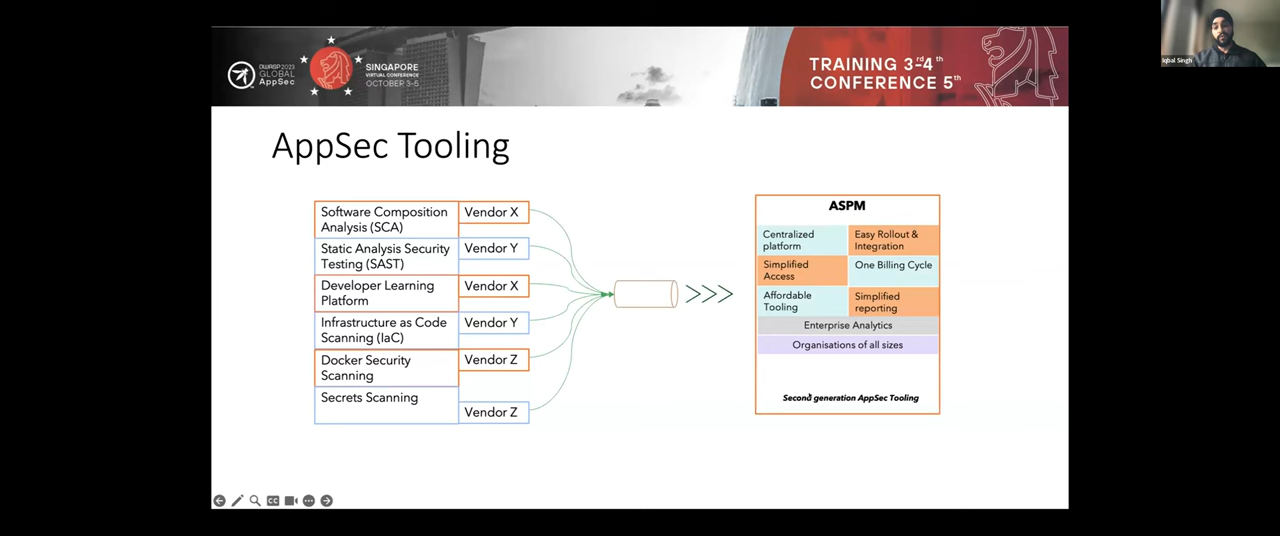 OWASP 2023
GLOBAL
AppSec
SINGAPORE
VIRTUAL CONFERENCE
OCTOBER 3-5
TRAINING 3rd-4th
CONFERENCE 5th
Iqbal Singh
AppSec Tooling
Software Composition
Analysis (SCA)
Vendor X
Static Analysis Security
Testing (SAST)
Vendor Y
Developer Learning
Platform
Vendor X
Infrastructure as Code
Scanning (IaC)
Vendor Y
Docker Security
Scanning
Vendor Z
Secrets Scanning
Vendor Z
ASPM
Centralized
platform
Easy Rollout &
Integration
Simplified
Access
One Billing Cycle
Affordable
Tooling
Simplified
reporting
Enterprise Analytics
Organisations of all sizes
Second generation AppSec Tooling
CC